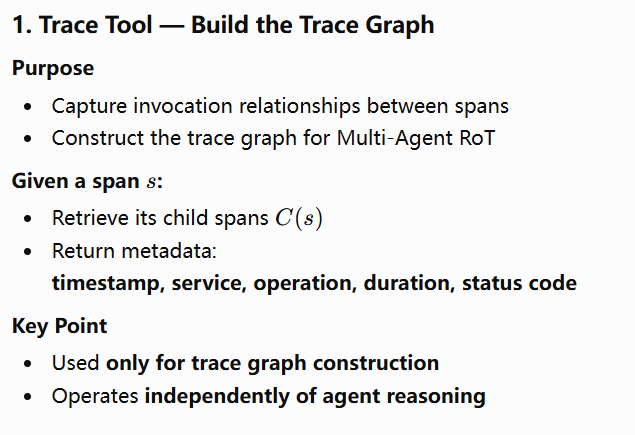 1. Trace Tool — Build the Trace Graph
Purpose
• Capture invocation relationships between spans
• Construct the trace graph for Multi-Agent RoT
Given a span s:
• Retrieve its child spans C(s)
• Return metadata:
timestamp, service, operation, duration, status code
Key Point
• Used only for trace graph construction
• Operates independently of agent reasoning